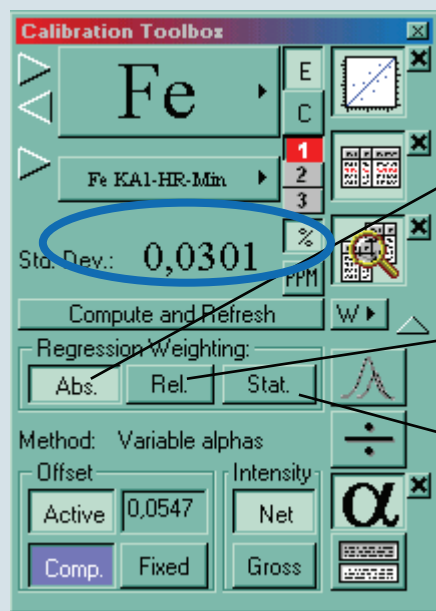 Calibration Toolbox
Fe
E
C
Fe KA1-HR-Min
1
2
3
Std. Dev.: 0,0301
%
PPM
Compute and Refresh
W
Regression Weighting:
Abs. Rel. Stat.
Method: Variable alphas
Offset
Intensity
Active 0,0547 Net
Comp. Fixed Gross
α